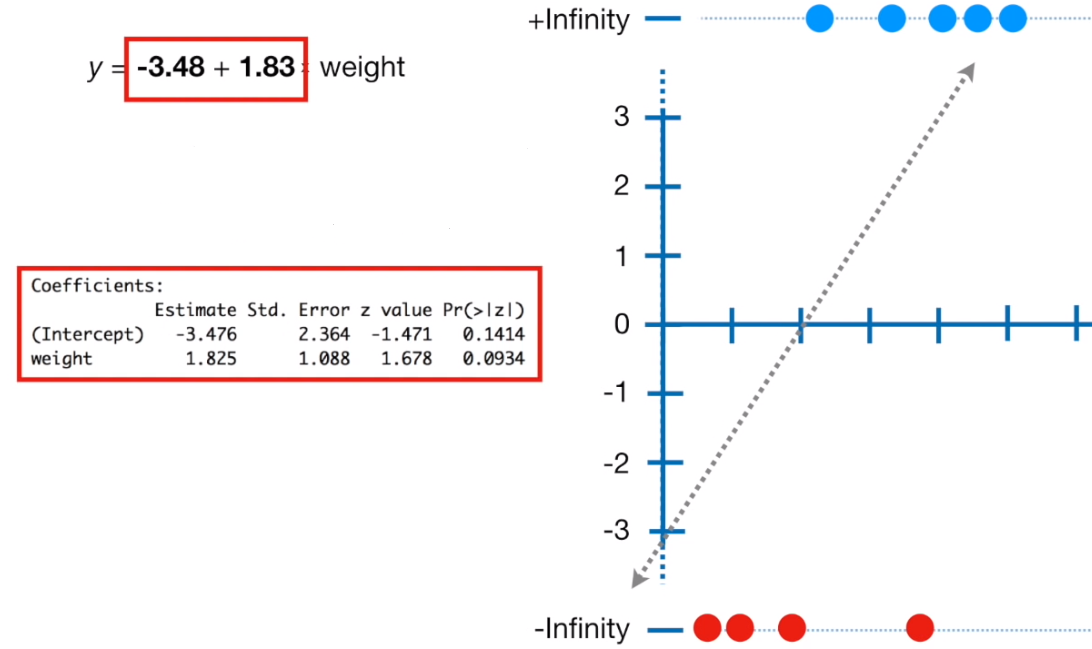 y = -3.48 + 1.83 × weight
Coefficients:
Estimate Std. Error z value Pr(>|z|)
(Intercept) -3.476 2.364 -1.471 0.1414
weight 1.825 1.088 1.678 0.0934
+Infinity
3
2
1
0
-1
-2
-3
-Infinity